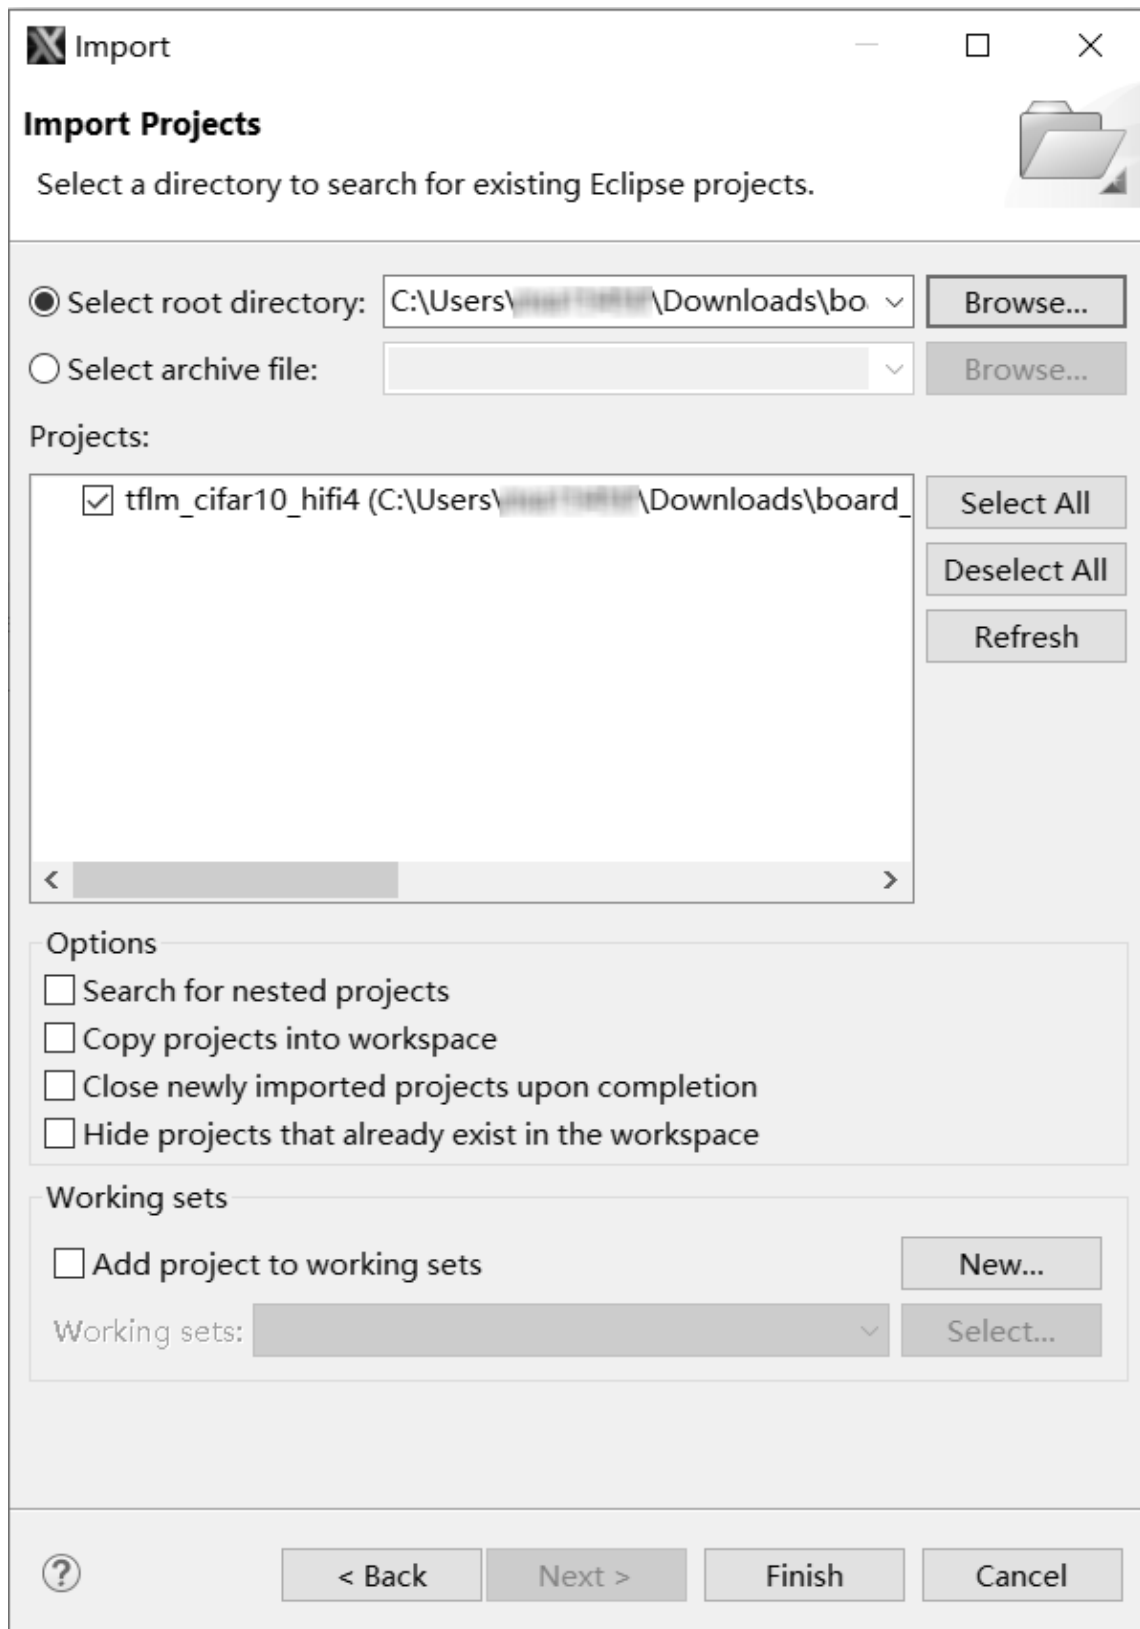 Import
Import Projects
Select a directory to search for existing Eclipse projects.
Select root directory: C:\Users\ \Downloads\bo Browse...
Select archive file: Browse...
Projects:
tflm_cifar10_hifi4 (C:\Users\ \Downloads\board_ Select All
Deselect All
Refresh
Options
Search for nested projects
Copy projects into workspace
Close newly imported projects upon completion
Hide projects that already exist in the workspace
Working sets
Add project to working sets New...
Working sets: Select...
? < Back Next > Finish Cancel